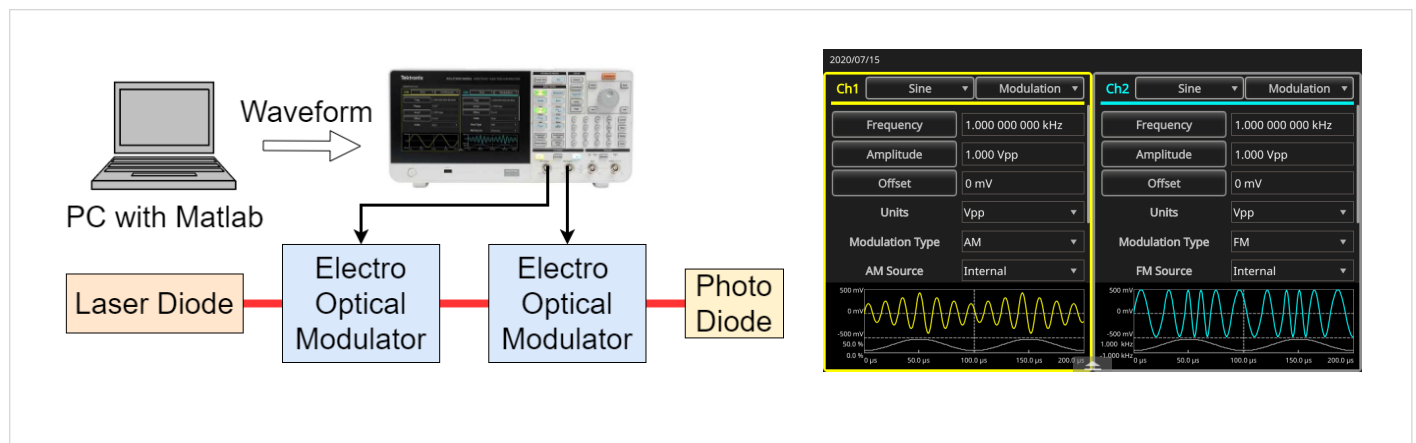 Waveform
PC with Matlab
Tektronix
Laser Diode
Electro
Optical
Modulator
Electro
Optical
Modulator
Photo
Diode
2020/07/15
Ch1 Sine Modulation
Frequency 1.000 000 000 kHz
Amplitude 1.000 Vpp
Offset 0 mV
Units Vpp
Modulation Type AM
AM Source Internal
500 mV
0 mV
-500 mV
50.0 %
0.0 %
0 µs 50.0 µs 100.0 µs 150.0 µs 200.0 µs
Ch2 Sine Modulation
Frequency 1.000 000 000 kHz
Amplitude 1.000 Vpp
Offset 0 mV
Units Vpp
Modulation Type FM
FM Source Internal
500 mV
0 mV
-500 mV
1.000 kHz
-1.000 kHz
0 µs 50.0 µs 100.0 µs 150.0 µs 200.0 µs